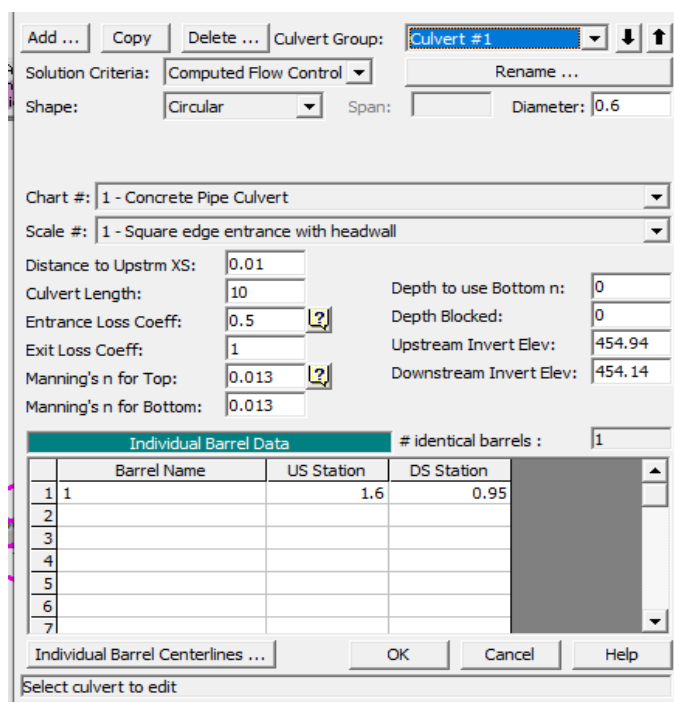 Add ... Copy Delete ... Culvert Group: Culvert #1
Solution Criteria: Computed Flow Control Rename ...
Shape: Circular Span: Diameter: 0.6
Chart #: 1 - Concrete Pipe Culvert
Scale #: 1 - Square edge entrance with headwall
Distance to Upstrm XS: 0.01
Culvert Length: 10 Depth to use Bottom n: 0
Entrance Loss Coeff: 0.5 Depth Blocked: 0
Exit Loss Coeff: 1 Upstream Invert Elev: 454.94
Manning's n for Top: 0.013 Downstream Invert Elev: 454.14
Manning's n for Bottom: 0.013
Individual Barrel Data # identical barrels : 1
Barrel Name US Station DS Station
1 1 1.6 0.95
2
3
4
5
6
7
Individual Barrel Centerlines ... OK Cancel Help
Select culvert to edit